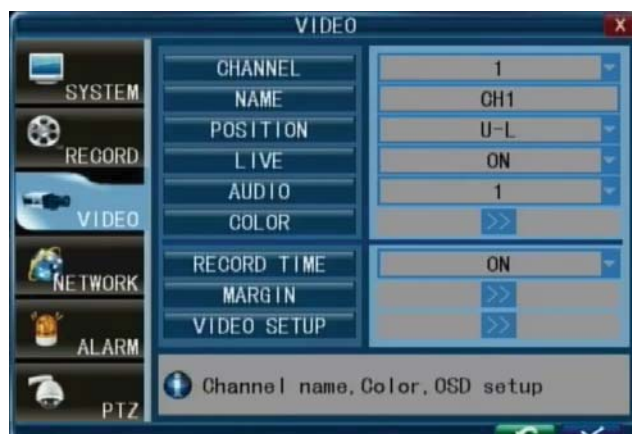 VIDEO X
SYSTEM
RECORD
VIDEO
NETWORK
ALARM
PTZ
CHANNEL 1
NAME CH1
POSITION U-L
LIVE ON
AUDIO 1
COLOR >>
RECORD TIME ON
MARGIN >>
VIDEO SETUP >>
Channel name,Color,OSD setup